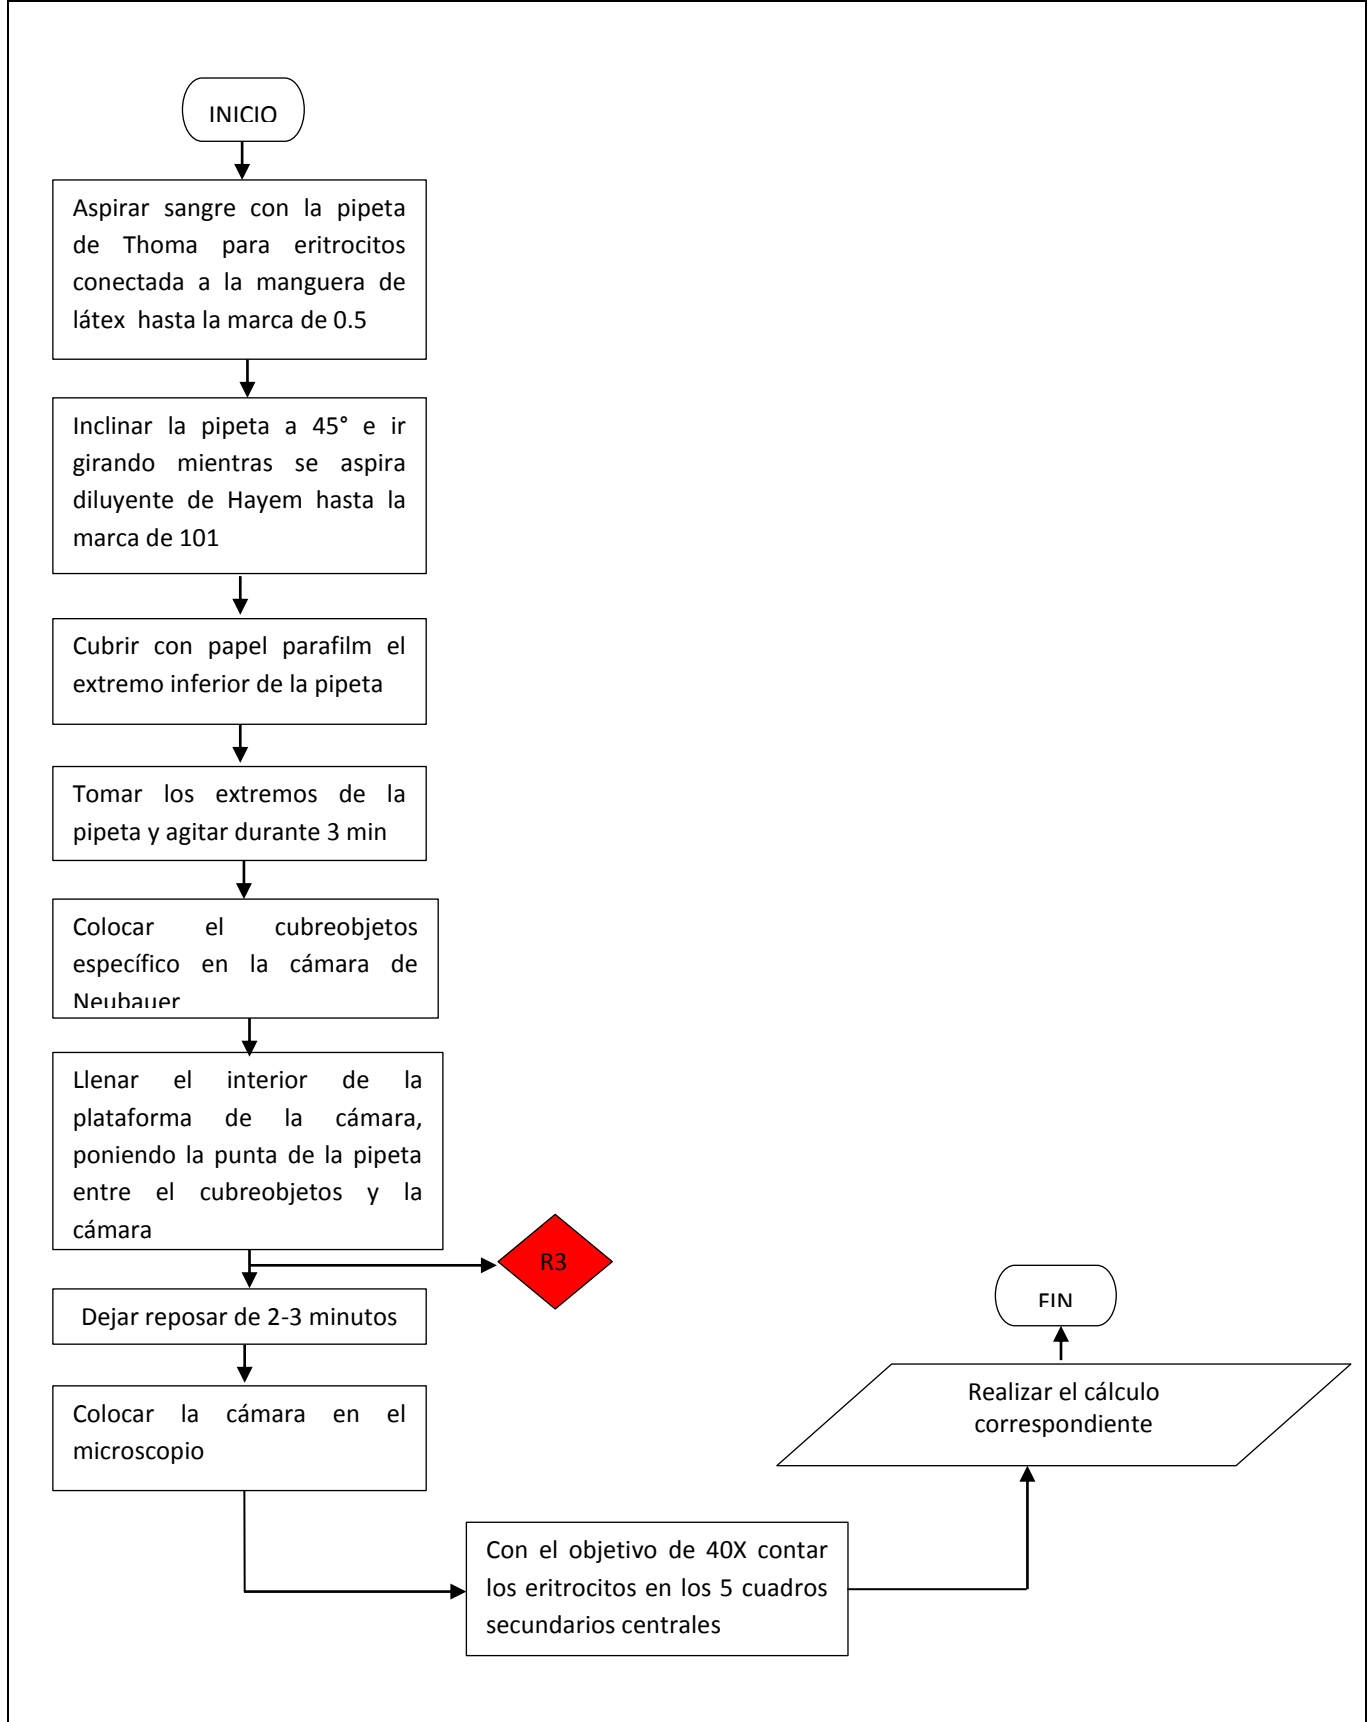 INICIO
Aspirar sangre con la pipeta
de Thoma para eritrocitos
conectada a la manguera de
látex hasta la marca de 0.5
Inclinar la pipeta a 45° e ir
girando mientras se aspira
diluyente de Hayem hasta la
marca de 101
Cubrir con papel parafilm el
extremo inferior de la pipeta
Tomar los extremos de la
pipeta y agitar durante 3 min
Colocar el cubreobjetos
específico en la cámara de
Neubauer
Llenar el interior de la
plataforma de la cámara,
poniendo la punta de la pipeta
entre el cubreobjetos y la
cámara
R3
Dejar reposar de 2-3 minutos
Colocar la cámara en el
microscopio
Con el objetivo de 40X contar
los eritrocitos en los 5 cuadros
secundarios centrales
Realizar el cálculo
correspondiente
FIN